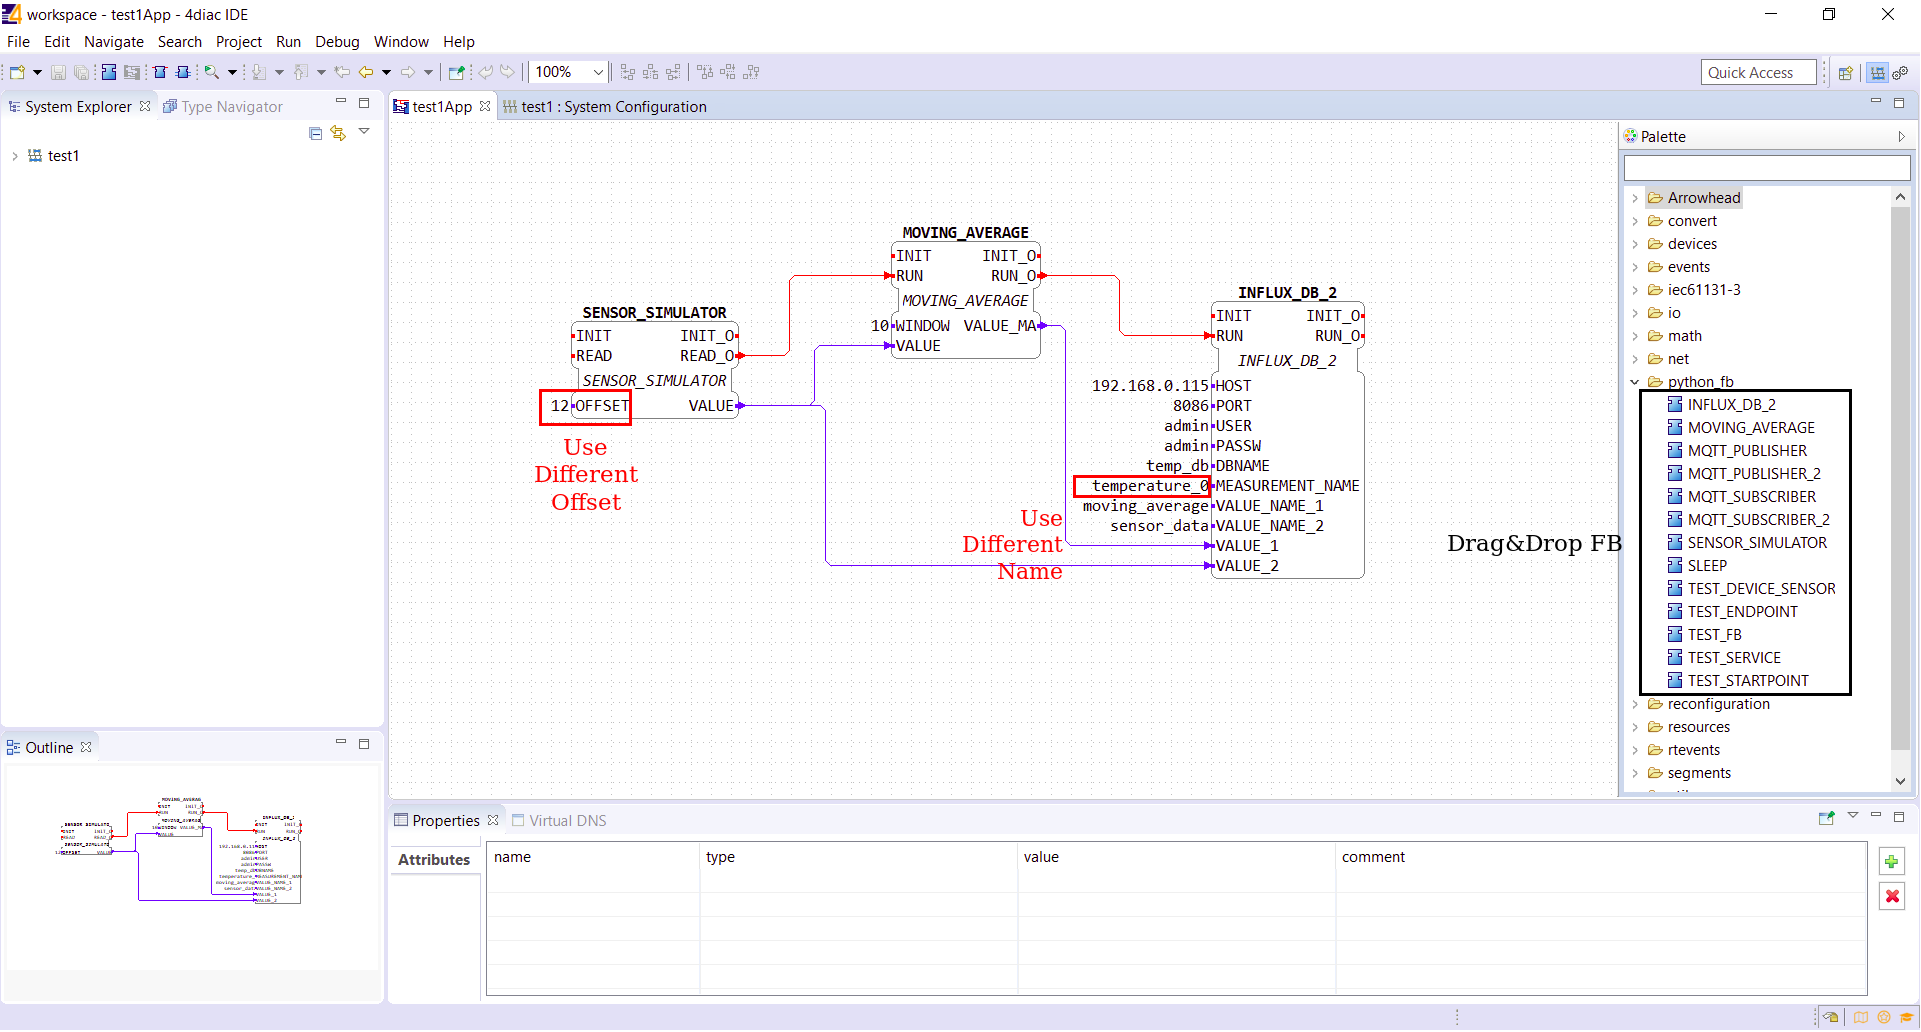 workspace - test1App - 4diac IDE
File Edit Navigate Search Project Run Debug Window Help
100%
Quick Access
System Explorer
Type Navigator
test1
test1App
test1 : System Configuration
MOVING_AVERAGE
INIT INIT_O
RUN RUN_O
MOVING_AVERAGE
10 WINDOW VALUE_MA
VALUE
SENSOR_SIMULATOR
INIT INIT_O
READ READ_O
SENSOR_SIMULATOR
12 OFFSET VALUE
Use
Different
Offset
INFLUX_DB_2
INIT INIT_O
RUN RUN_O
INFLUX_DB_2
192.168.0.115 HOST
8086 PORT
admin USER
admin PASSW
temp_db DBNAME
temperature_0 MEASUREMENT_NAME
moving_average VALUE_NAME_1
sensor_data VALUE_NAME_2
VALUE_1
VALUE_2
Use
Different
Name
Drag&Drop FB
Palette
Arrowhead
convert
devices
events
iec61131-3
io
math
net
python_fb
INFLUX_DB_2
MOVING_AVERAGE
MQTT_PUBLISHER
MQTT_PUBLISHER_2
MQTT_SUBSCRIBER
MQTT_SUBSCRIBER_2
SENSOR_SIMULATOR
SLEEP
TEST_DEVICE_SENSOR
TEST_ENDPOINT
TEST_FB
TEST_SERVICE
TEST_STARTPOINT
reconfiguration
resources
rtevents
segments
Outline
Properties
Virtual DNS
Attributes
name type value comment